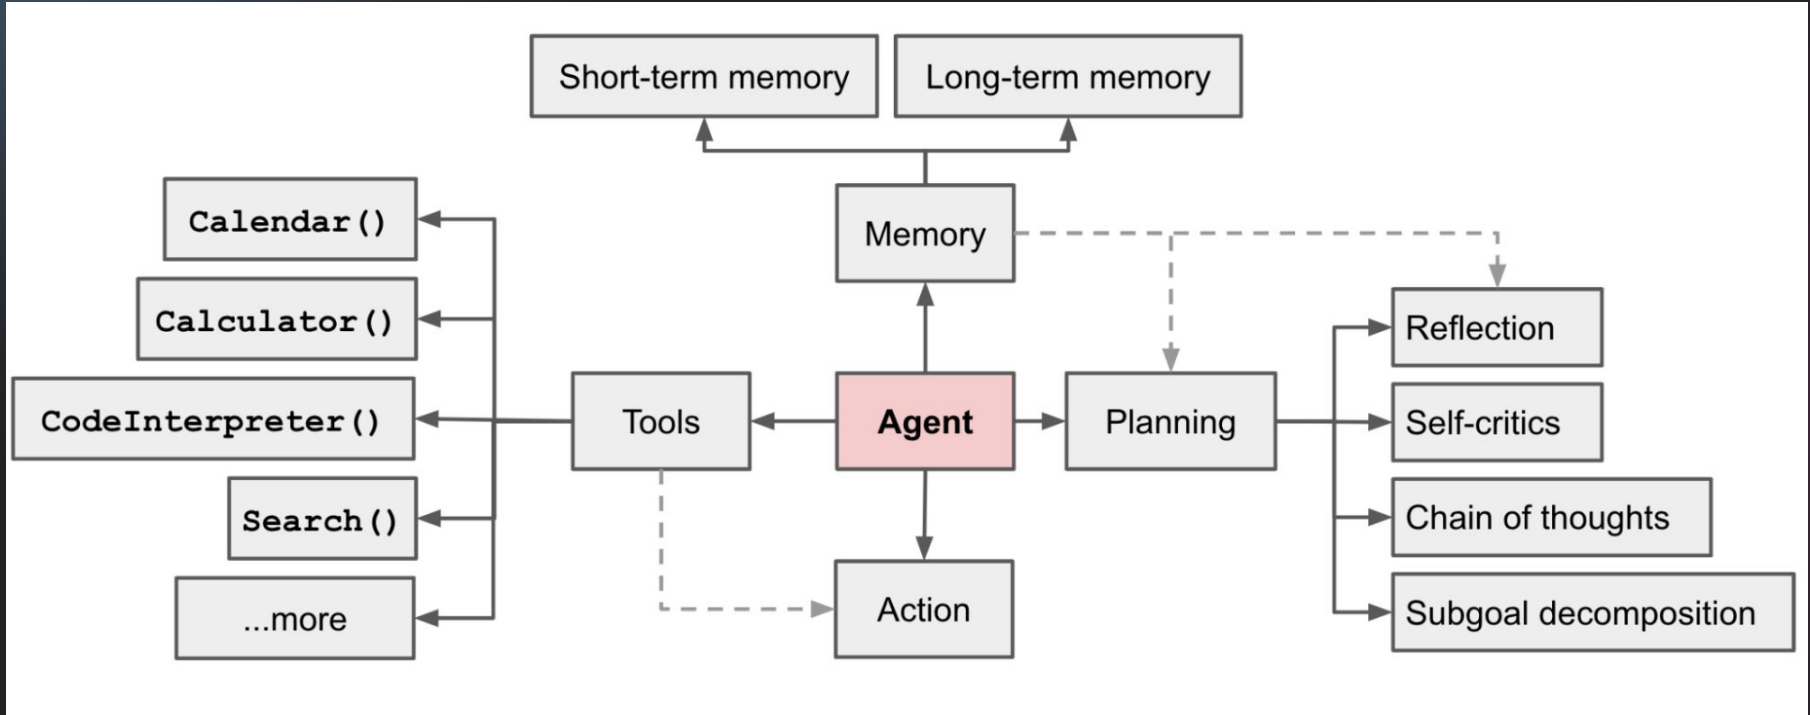 Short-term memory
Long-term memory
Calendar()
Memory
Calculator()
Reflection
CodeInterpreter()
Tools
Agent
Planning
Self-critics
Search()
Chain of thoughts
...more
Action
Subgoal decomposition